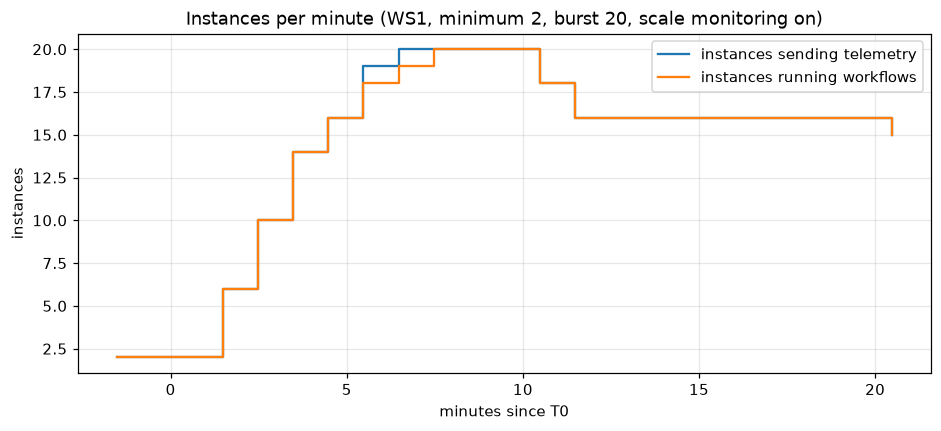 Instances per minute (WS1, minimum 2, burst 20, scale monitoring on)
instances sending telemetry
instances running workflows
20.0
17.5
15.0
12.5
10.0
7.5
5.0
2.5
instances
0 5 10 15 20
minutes since T0